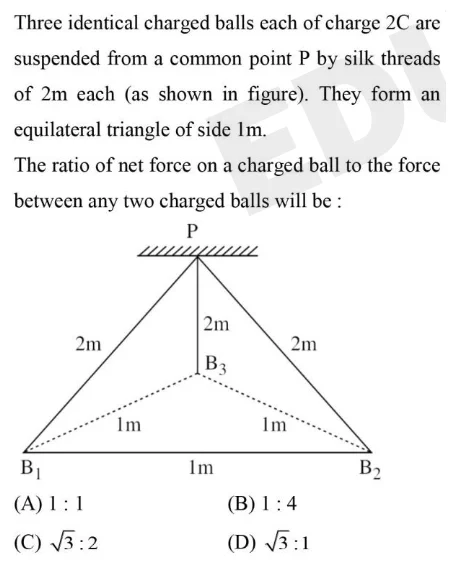 Three identical charged balls each of charge 2C are
suspended from a common point P by silk threads
of 2m each (as shown in figure). They form an
equilateral triangle of side 1m.
The ratio of net force on a charged ball to the force
between any two charged balls will be :
P
2m
2m
2m
B₃
1m
1m
B₁
1m
B₂
(A) 1 : 1
(B) 1 : 4
(C) √3 : 2
(D) √3 : 1
EDU